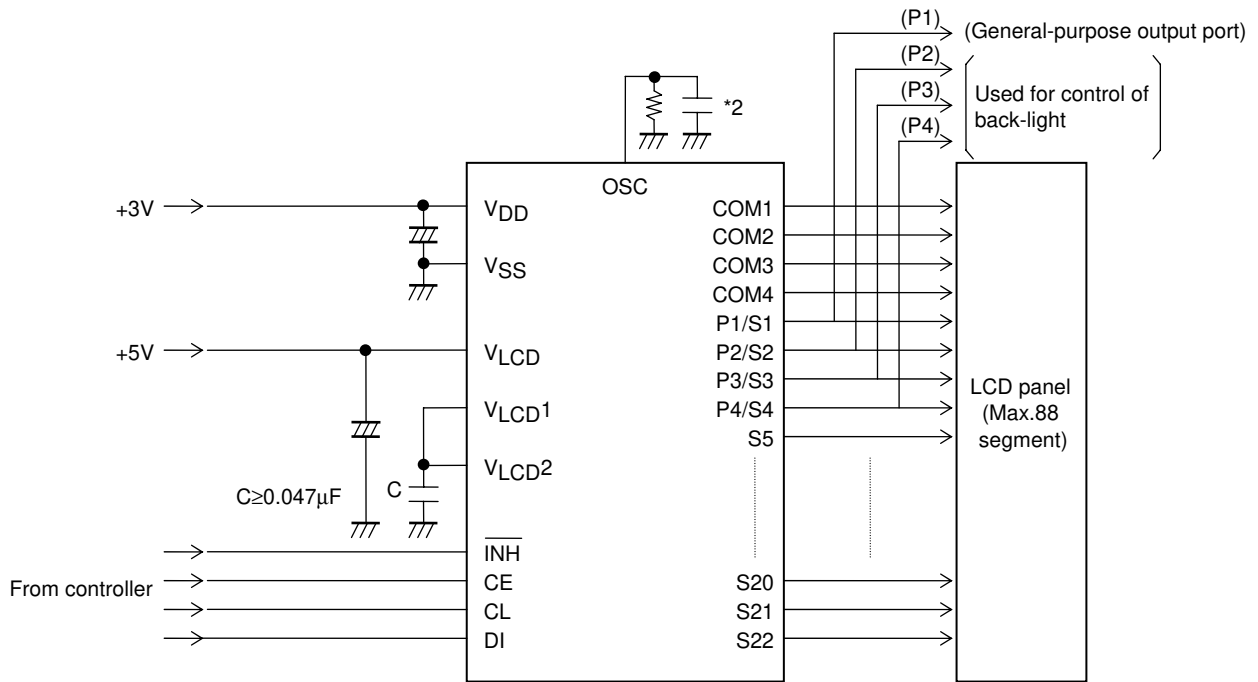 (P1)
(General-purpose output port)
(P2)
(P3)
Used for control of
back-light
(P4)
*2
OSC
+3V
VDD
COM1
COM2
VSS
COM3
COM4
P1/S1
+5V
VLCD
P2/S2
P3/S3
LCD panel
(Max.88
segment)
VLCD1
P4/S4
S5
VLCD2
C
C≥0.047μF
INH
From controller
CE
S20
CL
S21
DI
S22